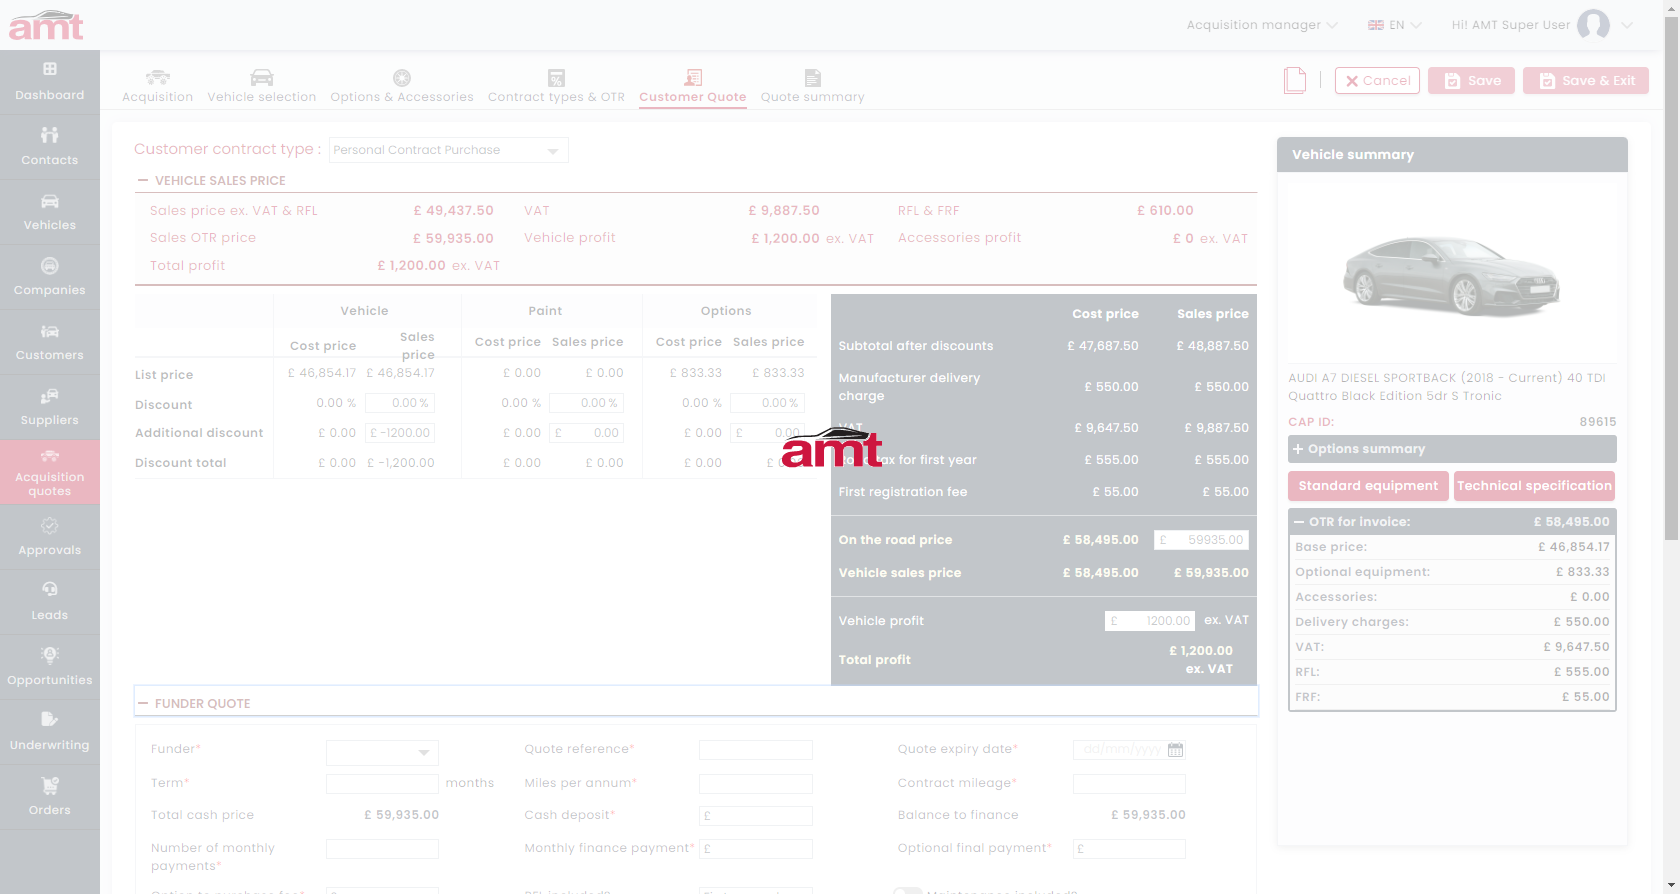 amt
Acquisition manager
EN
Hi! AMT Super User
Dashboard
Contacts
Vehicles
Companies
Customers
Suppliers
Acquisition
quotes
Approvals
Leads
Opportunities
Underwriting
Orders
Acquisition
Vehicle selection
Options & Accessories
Contract types & OTR
Customer Quote
Quote summary
Cancel
Save
Save & Exit
Customer contract type :
Personal Contract Purchase
VEHICLE SALES PRICE
Sales price ex. VAT & RFL £ 49,437.50 VAT £ 9,887.50 RFL & FRF £ 610.00
Sales OTR price £ 59,935.00 Vehicle profit £ 1,200.00 ex. VAT Accessories profit £ 0 ex. VAT
Total profit £ 1,200.00 ex. VAT
Vehicle Paint Options
Cost price Sales price Cost price Sales price Cost price Sales price
List price £ 46,854.17 £ 46,854.17 £ 0.00 £ 0.00 £ 833.33 £ 833.33
Discount 0.00 % 0.00 % 0.00 % 0.00 % 0.00 % 0.00 %
Additional discount £ 0.00 £ -1200.00 £ 0.00 £ 0.00 £ 0.00 £ 0.00
Discount total £ 0.00 £ -1,200.00 £ 0.00 £ 0.00 £ 0.00
amt
Cost price Sales price
Subtotal after discounts £ 47,687.50 £ 48,887.50
Manufacturer delivery
charge £ 550.00 £ 550.00
VAT £ 9,647.50 £ 9,887.50
tax for first year £ 555.00 £ 555.00
First registration fee £ 55.00 £ 55.00
On the road price £ 58,495.00 £ 59935.00
Vehicle sales price £ 58,495.00 £ 59,935.00
Vehicle profit £ 1200.00 ex. VAT
Total profit £ 1,200.00
ex. VAT
FUNDER QUOTE
Funder* Quote reference* Quote expiry date* dd/mm/yyyy
Term* months Miles per annum* Contract mileage*
Total cash price £ 59,935.00 Cash deposit* £ Balance to finance £ 59,935.00
Number of monthly
payments* Monthly finance payment* £ Optional final payment* £
Vehicle summary
AUDI A7 DIESEL SPORTBACK (2018 - Current) 40 TDI
Quattro Black Edition 5dr S Tronic
CAP ID: 89615
Options summary
Standard equipment
Technical specification
OTR for invoice: £ 58,495.00
Base price: £ 46,854.17
Optional equipment: £ 833.33
Accessories: £ 0.00
Delivery charges: £ 550.00
VAT: £ 9,647.50
RFL: £ 555.00
FRF: £ 55.00